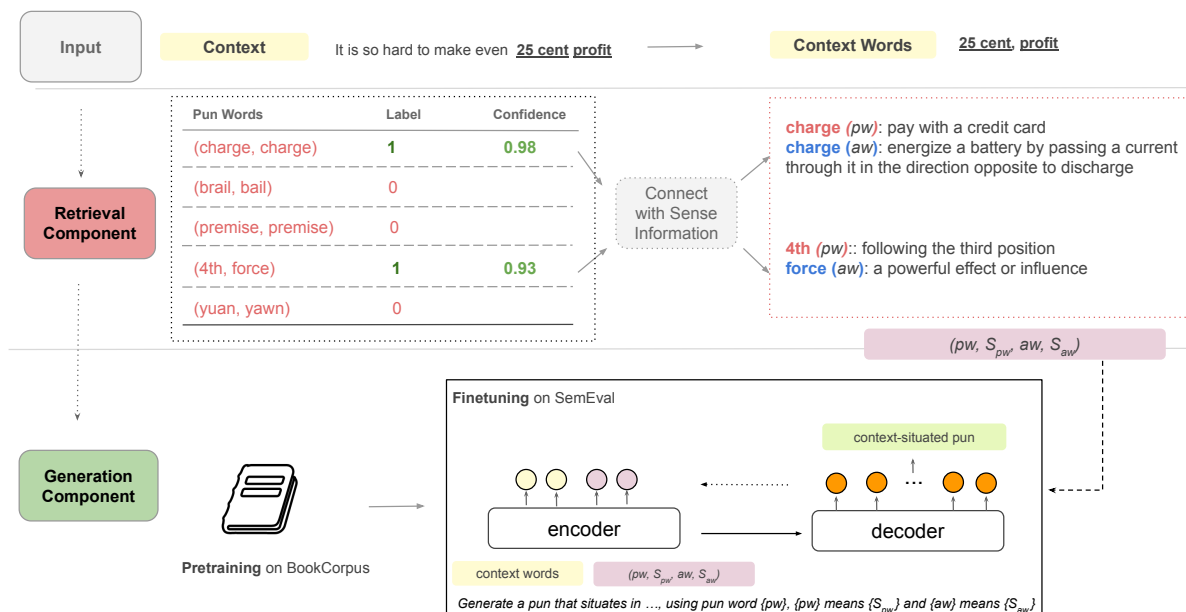 Input
Context
It is so hard to make even 25 cent profit
Context Words
25 cent, profit
Pun Words Label Confidence
(charge, charge) 1 0.98
(brail, bail) 0
(premise, premise) 0
(4th, force) 1 0.93
(yuan, yawn) 0
Retrieval
Component
Connect
with Sense
Information
charge (pw): pay with a credit card
charge (aw): energize a battery by passing a current
through it in the direction opposite to discharge
4th (pw):: following the third position
force (aw): a powerful effect or influence
(pw, Spw, aw, Saw)
Generation
Component
Pretraining on BookCorpus
Finetuning on SemEval
context-situated pun
...
encoder
decoder
context words
(pw, Spw, aw, Saw)
Generate a pun that situates in ..., using pun word {pw}, {pw} means {Spw} and {aw} means {Saw}